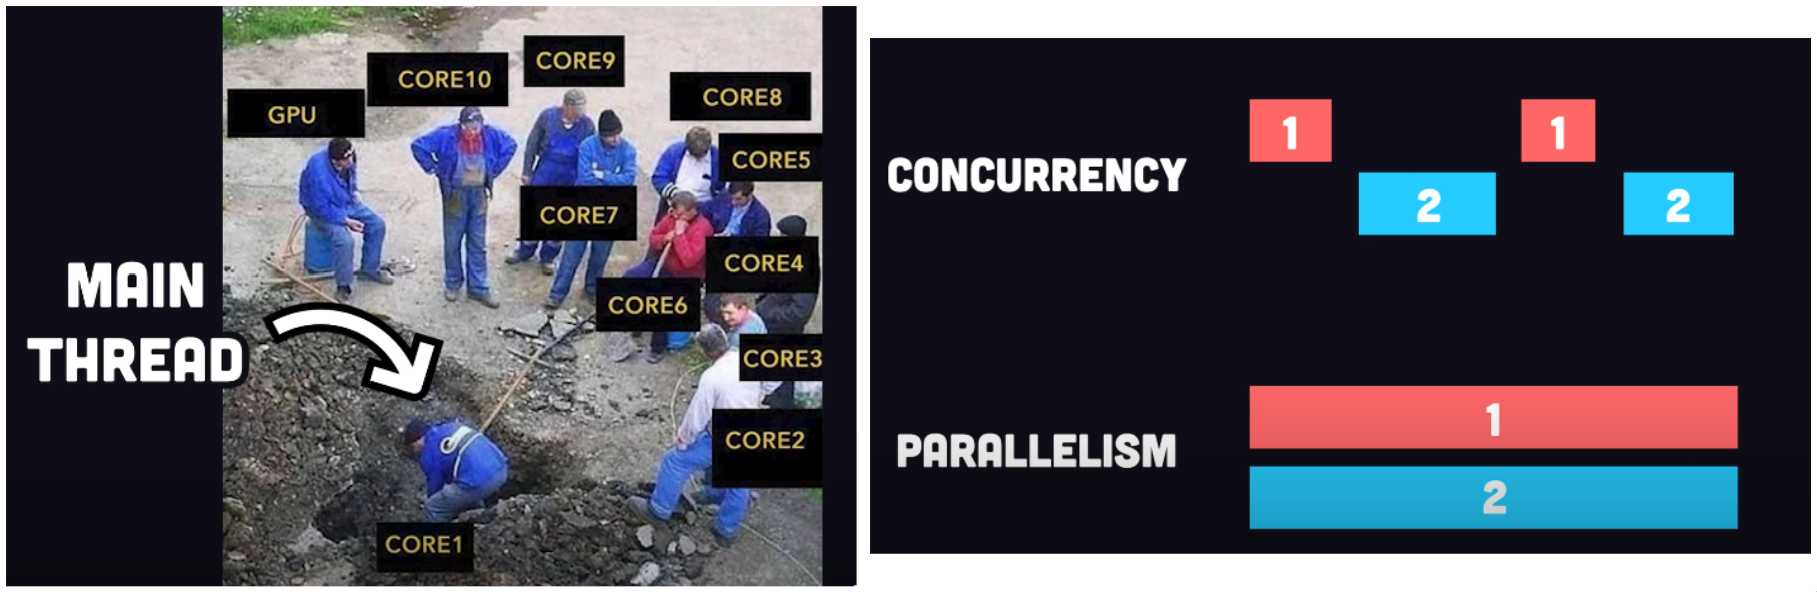 MAIN
THREAD
GPU
CORE10
CORE9
CORE8
CORE5
CORE7
CORE4
CORE6
CORE3
CORE2
CORE1
CONCURRENCY
1
1
2
2
PARALLELISM
1
2